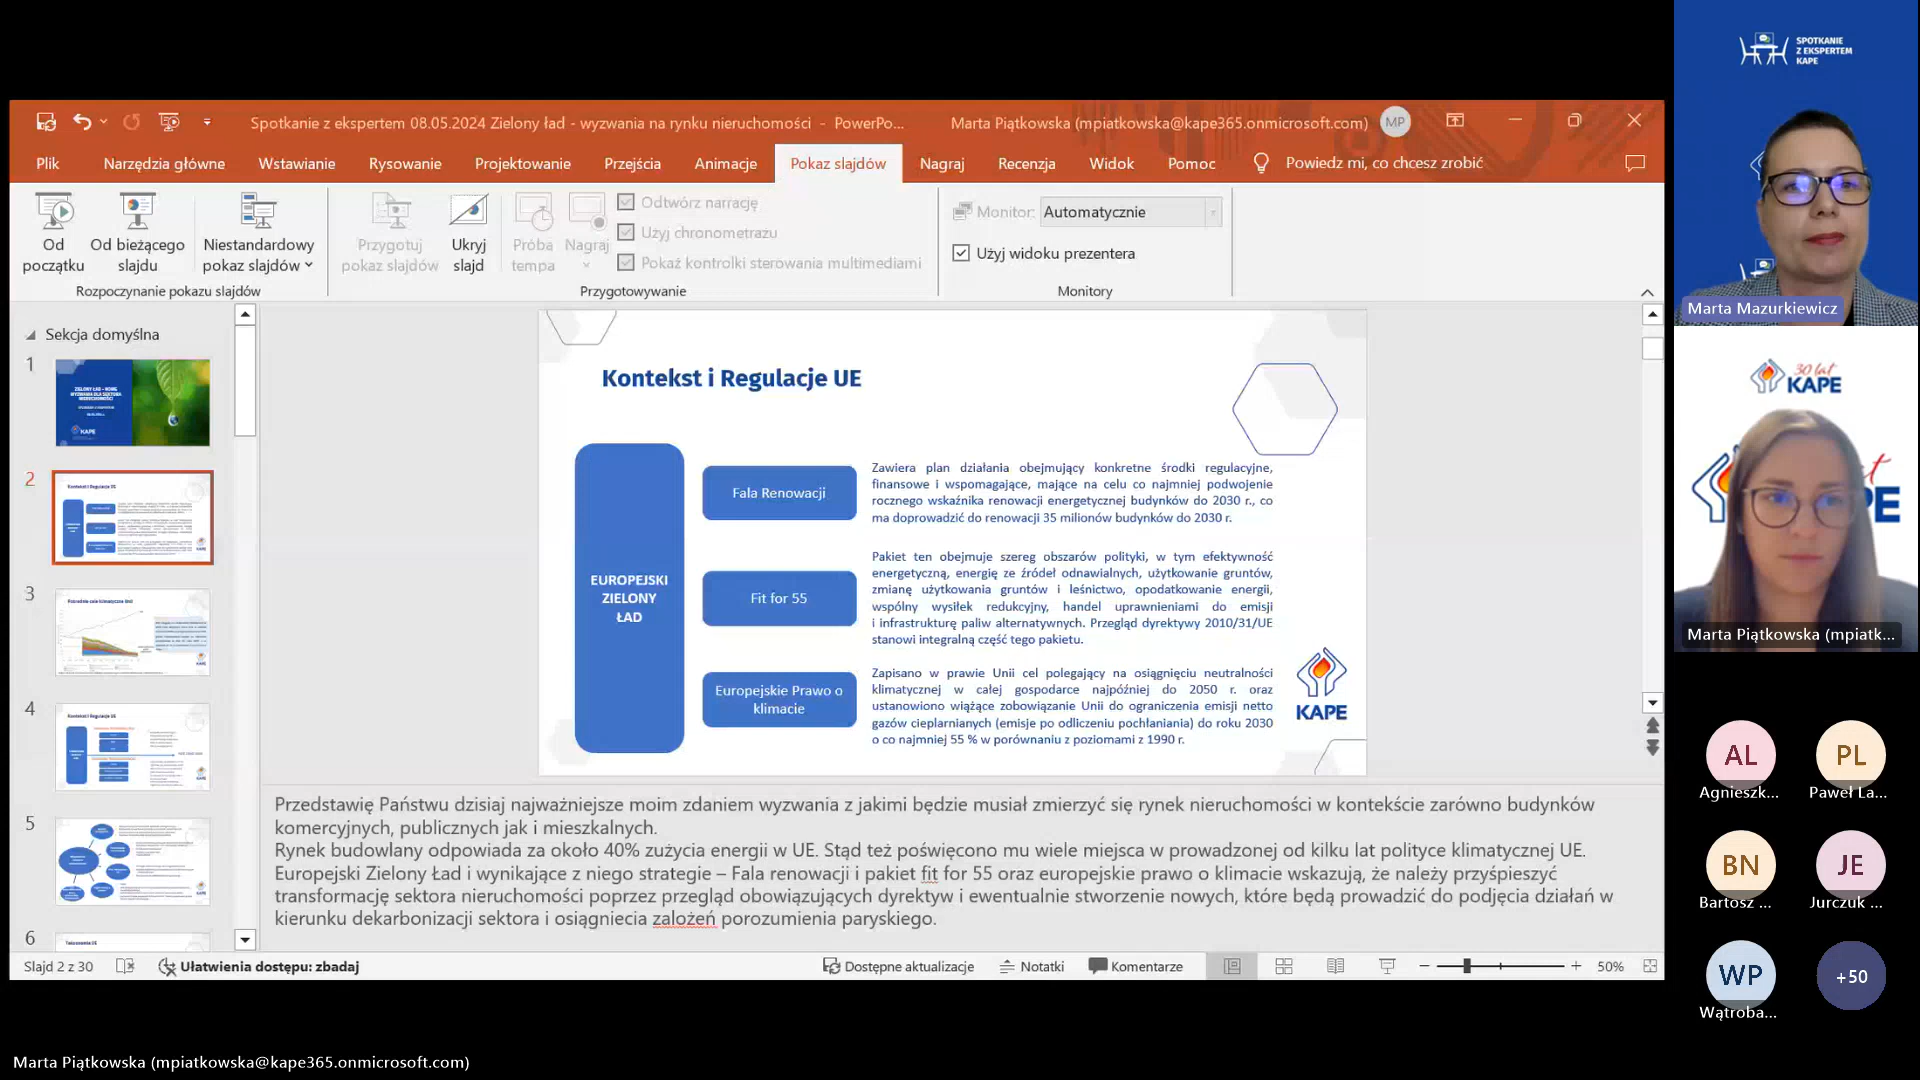 Spotkanie z ekspertem 08.05.2024 Zielony ład - wyzwania na rynku nieruchomości - PowerPo...
Marta Piątkowska (mpiatkowska@kape365.onmicrosoft.com)
MP
Plik
Narzędzia główne
Wstawianie
Rysowanie
Projektowanie
Przejścia
Animacje
Pokaz slajdów
Nagraj
Recenzja
Widok
Pomoc
Powiedz mi, co chcesz zrobić
Od
początku
Od bieżącego
slajdu
Niestandardowy
pokaz slajdów
Rozpoczynanie pokazu slajdów
Przygotuj
pokaz slajdów
Ukryj
slajd
Próba
tempa
Nagraj
Odtwórz narrację
Użyj chronometrażu
Pokaż kontrolki sterowania multimediami
Przygotowywanie
Monitor:
Automatycznie
Użyj widoku prezentera
Monitory
Sekcja domyślna
1
ZIELONY ŁAD – NOWE
WYZWANIA DLA SEKTORA
NIERUCHOMOŚCI
KAPE
2
Kontekst i Regulacje UE
3
4
Kontekst i Regulacje UE
5
6
Taksonomia UE
Kontekst i Regulacje UE
EUROPEJSKI
ZIELONY
ŁAD
Fala Renowacji
Zawiera plan działania obejmujący konkretne środki regulacyjne,
finansowe i wspomagające, mające na celu co najmniej podwojenie
rocznego wskaźnika renowacji energetycznej budynków do 2030 r., co
ma doprowadzić do renowacji 35 milionów budynków do 2030 r.
Fit for 55
Pakiet ten obejmuje szereg obszarów polityki, w tym efektywność
energetyczną, energię ze źródeł odnawialnych, użytkowanie gruntów,
zmianę użytkowania gruntów i leśnictwo, opodatkowanie energii,
wspólny wysiłek redukcyjny, handel uprawnieniami do emisji
i infrastrukturę paliw alternatywnych. Przegląd dyrektywy 2010/31/UE
stanowi integralną część tego pakietu.
Europejskie Prawo o
klimacie
Zapisano w prawie Unii cel polegający na osiągnięciu neutralności
klimatycznej w całej gospodarce najpóźniej do 2050 r. oraz
ustanowiono wiążące zobowiązanie Unii do ograniczenia emisji netto
gazów cieplarnianych (emisje po odliczeniu pochłaniania) do roku 2030
o co najmniej 55 % w porównaniu z poziomami z 1990 r.
KAPE
Przedstawię Państwu dzisiaj najważniejsze moim zdaniem wyzwania z jakimi będzie musiał zmierzyć się rynek nieruchomości w kontekście zarówno budynków
komercyjnych, publicznych jak i mieszkalnych.
Rynek budowlany odpowiada za około 40% zużycia energii w UE. Stąd też poświęcono mu wiele miejsca w prowadzonej od kilku lat polityce klimatycznej UE.
Europejski Zielony Ład i wynikające z niego strategie – Fala renowacji i pakiet fit for 55 oraz europejskie prawo o klimacie wskazują, że należy przyśpieszyć
transformację sektora nieruchomości poprzez przegląd obowiązujących dyrektyw i ewentualnie stworzenie nowych, które będą prowadzić do podjęcia działań w
kierunku dekarbonizacji sektora i osiągniecia założeń porozumienia paryskiego.
Slajd 2 z 30
Ułatwienia dostępu: zbadaj
Dostępne aktualizacje
Notatki
Komentarze
50%
SPOTKANIE
Z EKSPERTEM
KAPE
Marta Mazurkiewicz
30 lat
KAPE
Marta Piątkowska (mpiatk...
AL
Agnieszk...
PL
Paweł La...
BN
Bartosz ...
JE
Jurczuk ...
WP
Wątroba...
+50
Marta Piątkowska (mpiatkowska@kape365.onmicrosoft.com)